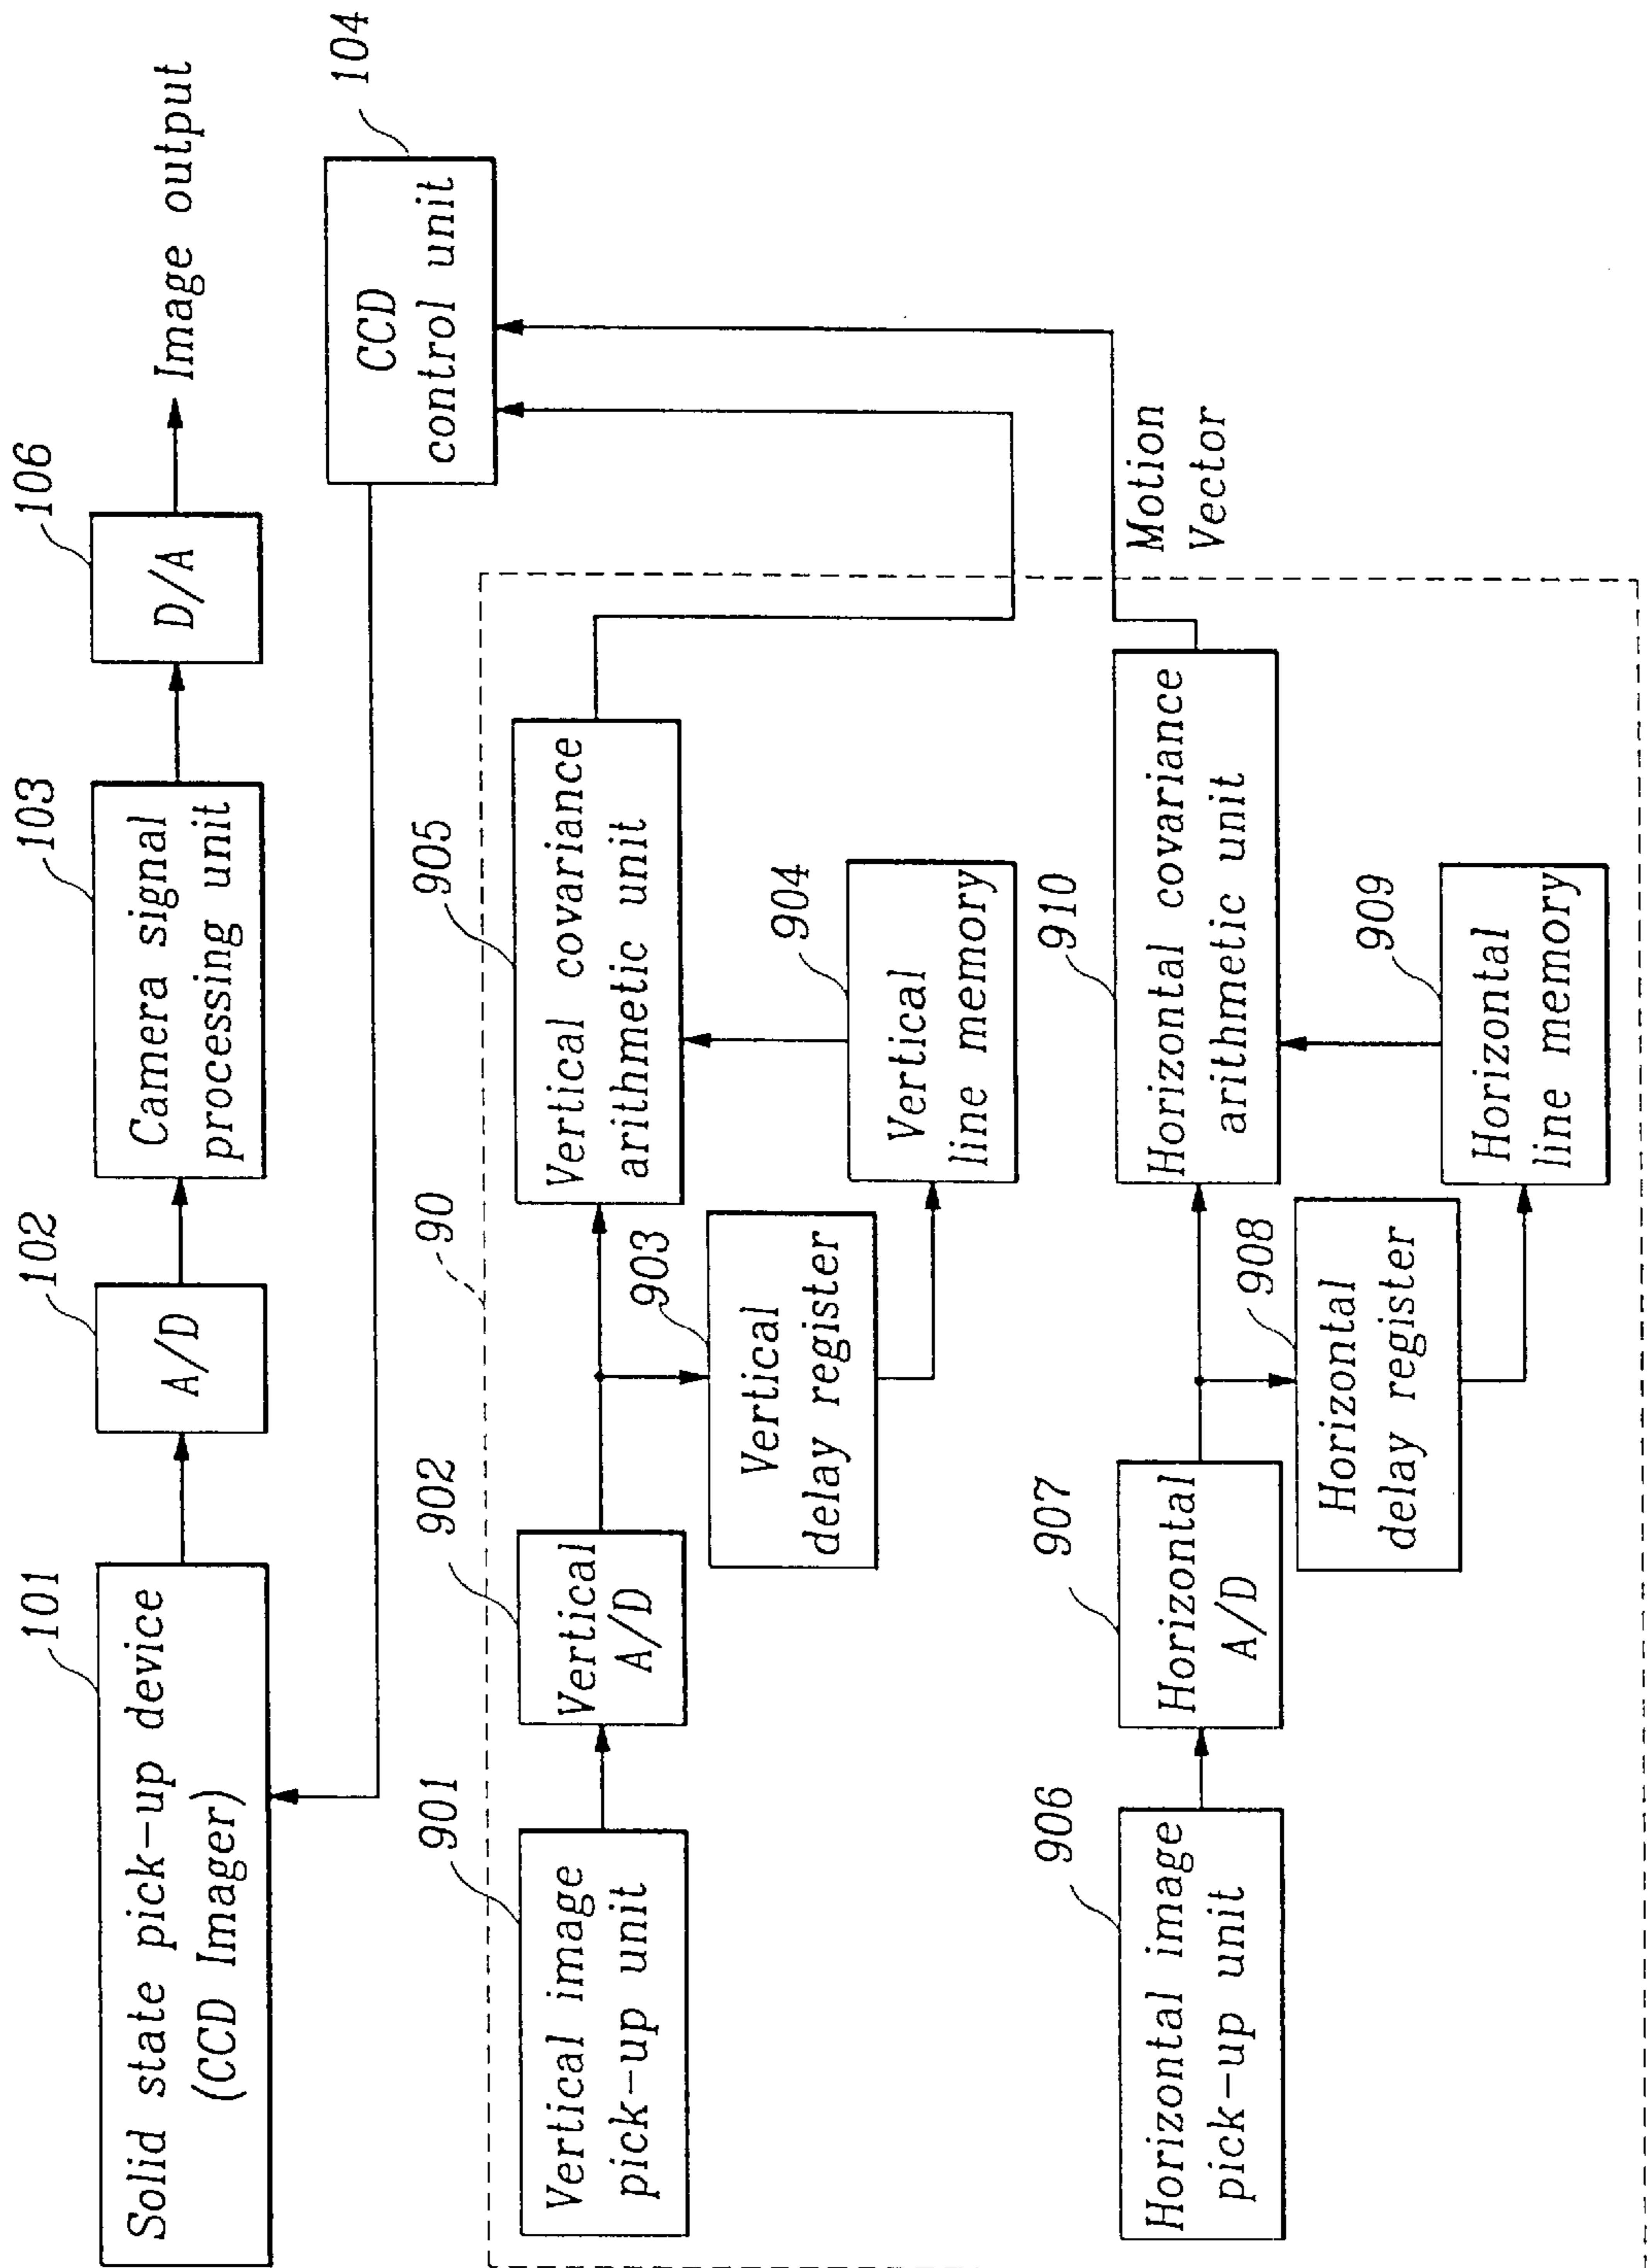 101
Solid state pick-up device
(CCD Imager)
102
A/D
103
Camera signal
processing unit
106
D/A
Image output
104
CCD
control unit
90
901
Vertical image
pick-up unit
902
Vertical
A/D
903
Vertical
delay register
904
Vertical
line memory
905
Vertical covariance
arithmetic unit
Motion
Vector
906
Horizontal image
pick-up unit
907
Horizontal
A/D
908
Horizontal
delay register
909
Horizontal
line memory
910
Horizontal covariance
arithmetic unit